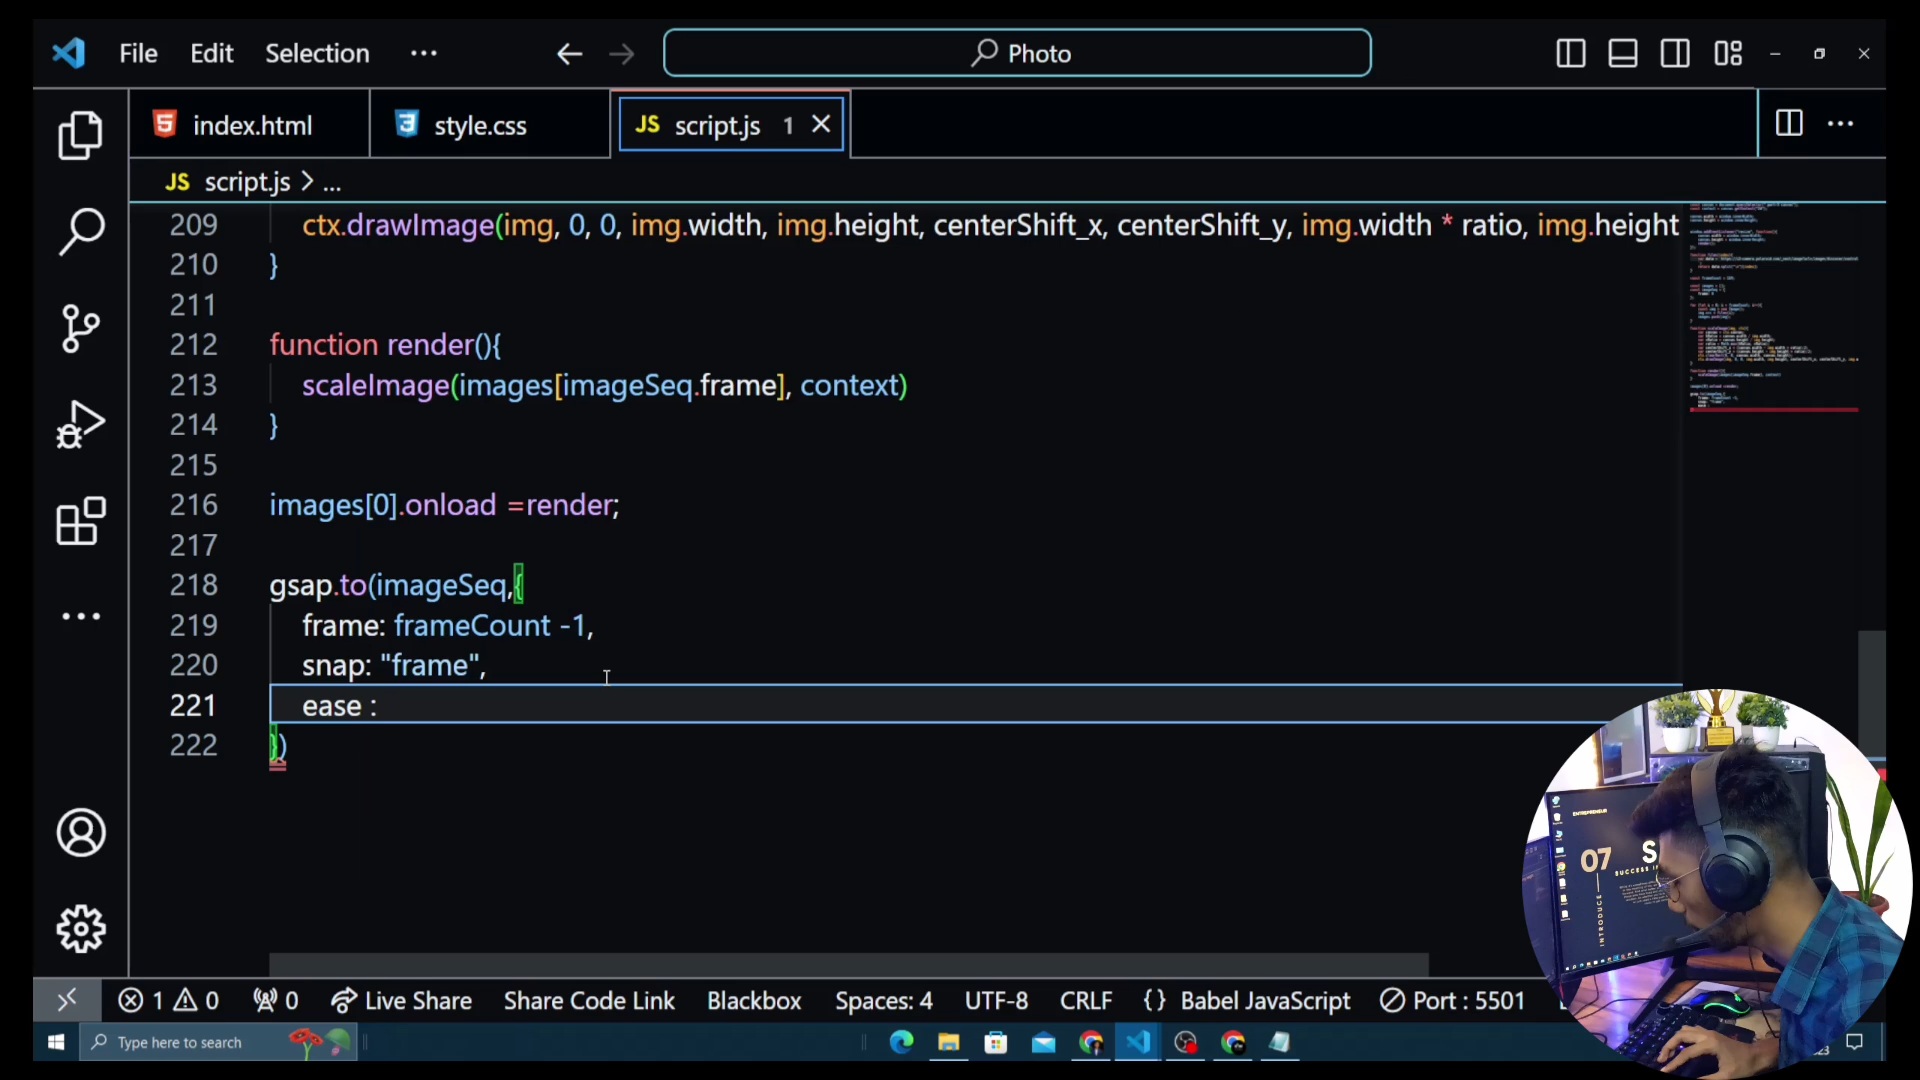 File Edit Selection ···
Photo
index.html
style.css
JS script.js 1
JS script.js > ...
209 ctx.drawImage(img, 0, 0, img.width, img.height, centerShift_x, centerShift_y, img.width * ratio, img.height
210 }
211
212 function render(){
213 scaleImage(images[imageSeq.frame], context)
214 }
215
216 images[0].onload =render;
217
218 gsap.to(imageSeq,{
219 frame: frameCount -1,
220 snap: "frame",
221 ease :
222 })
ENTREPRENEUR
07
SUCCESS
INTRODUCE
1 0 0 Live Share Share Code Link Blackbox Spaces: 4 UTF-8 CRLF {} Babel JavaScript Port : 5501
Type here to search